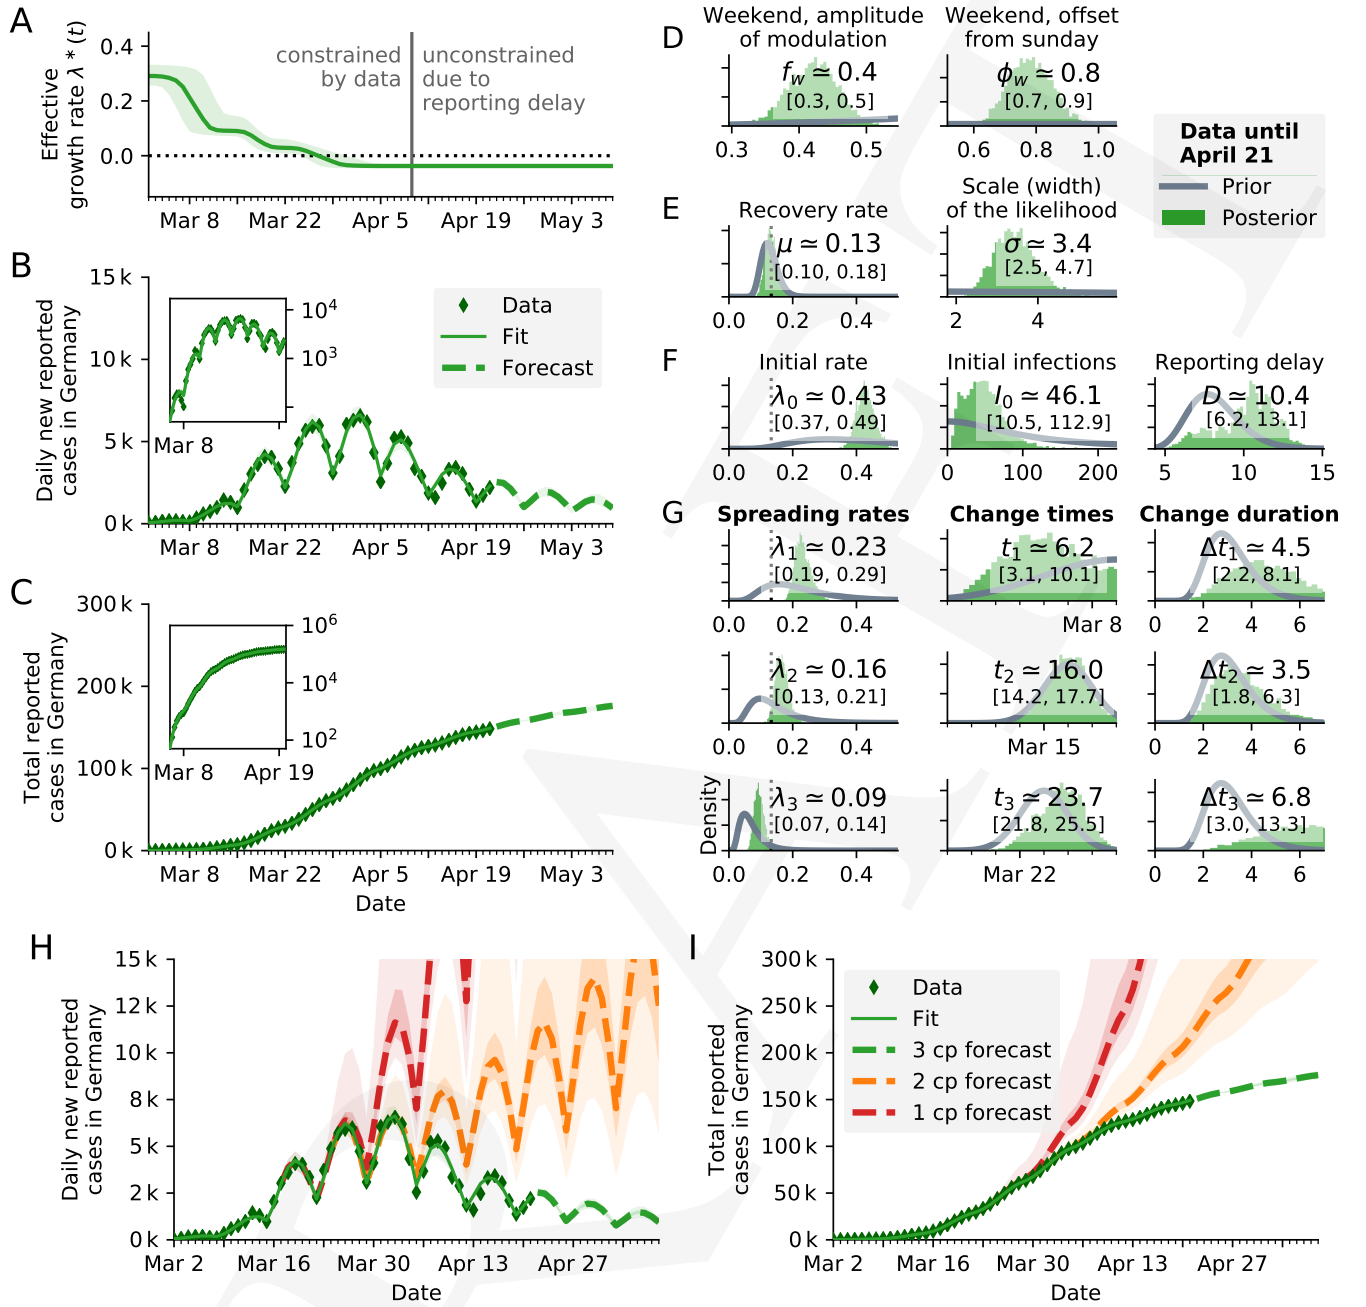 A
Effective
growth rate λ * (t)
0.4
0.2
0.0
constrained
by data
unconstrained
due to
reporting delay
Mar 8
Mar 22
Apr 5
Apr 19
May 3
B
Daily new reported
cases in Germany
15 k
10 k
5 k
0 k
10⁴
10³
Mar 8
Data
Fit
Forecast
Mar 8
Mar 22
Apr 5
Apr 19
May 3
C
Total reported
cases in Germany
300 k
200 k
100 k
0 k
10⁶
10⁴
10²
Mar 8
Apr 19
Mar 8
Mar 22
Apr 5
Apr 19
May 3
Date
D
Weekend, amplitude
of modulation
f_w ≃ 0.4
[0.3, 0.5]
0.3
0.4
0.5
Weekend, offset
from sunday
ϕ_w ≃ 0.8
[0.7, 0.9]
0.6
0.8
1.0
Data until
April 21
Prior
Posterior
E
Recovery rate
μ ≃ 0.13
[0.10, 0.18]
0.0
0.2
0.4
Scale (width)
of the likelihood
σ ≃ 3.4
[2.5, 4.7]
2
4
F
Initial rate
λ₀ ≃ 0.43
[0.37, 0.49]
0.0
0.2
0.4
Initial infections
I₀ ≃ 46.1
[10.5, 112.9]
0
100
200
Reporting delay
D ≃ 10.4
[6.2, 13.1]
5
10
15
G
Spreading rates
λ₁ ≃ 0.23
[0.19, 0.29]
0.0
0.2
0.4
Change times
t₁ ≃ 6.2
[3.1, 10.1]
Mar 8
Change duration
Δt₁ ≃ 4.5
[2.2, 8.1]
0
2
4
6
λ₂ ≃ 0.16
[0.13, 0.21]
0.0
0.2
0.4
t₂ ≃ 16.0
[14.2, 17.7]
Mar 15
Δt₂ ≃ 3.5
[1.8, 6.3]
0
2
4
6
Density
λ₃ ≃ 0.09
[0.07, 0.14]
0.0
0.2
0.4
t₃ ≃ 23.7
[21.8, 25.5]
Mar 22
Δt₃ ≃ 6.8
[3.0, 13.3]
0
2
4
6
H
Daily new reported
cases in Germany
15 k
12 k
10 k
8 k
5 k
2 k
0 k
Mar 2
Mar 16
Mar 30
Apr 13
Apr 27
Date
I
Total reported
cases in Germany
300 k
250 k
200 k
150 k
100 k
50 k
0 k
Data
Fit
3 cp forecast
2 cp forecast
1 cp forecast
Mar 2
Mar 16
Mar 30
Apr 13
Apr 27
Date